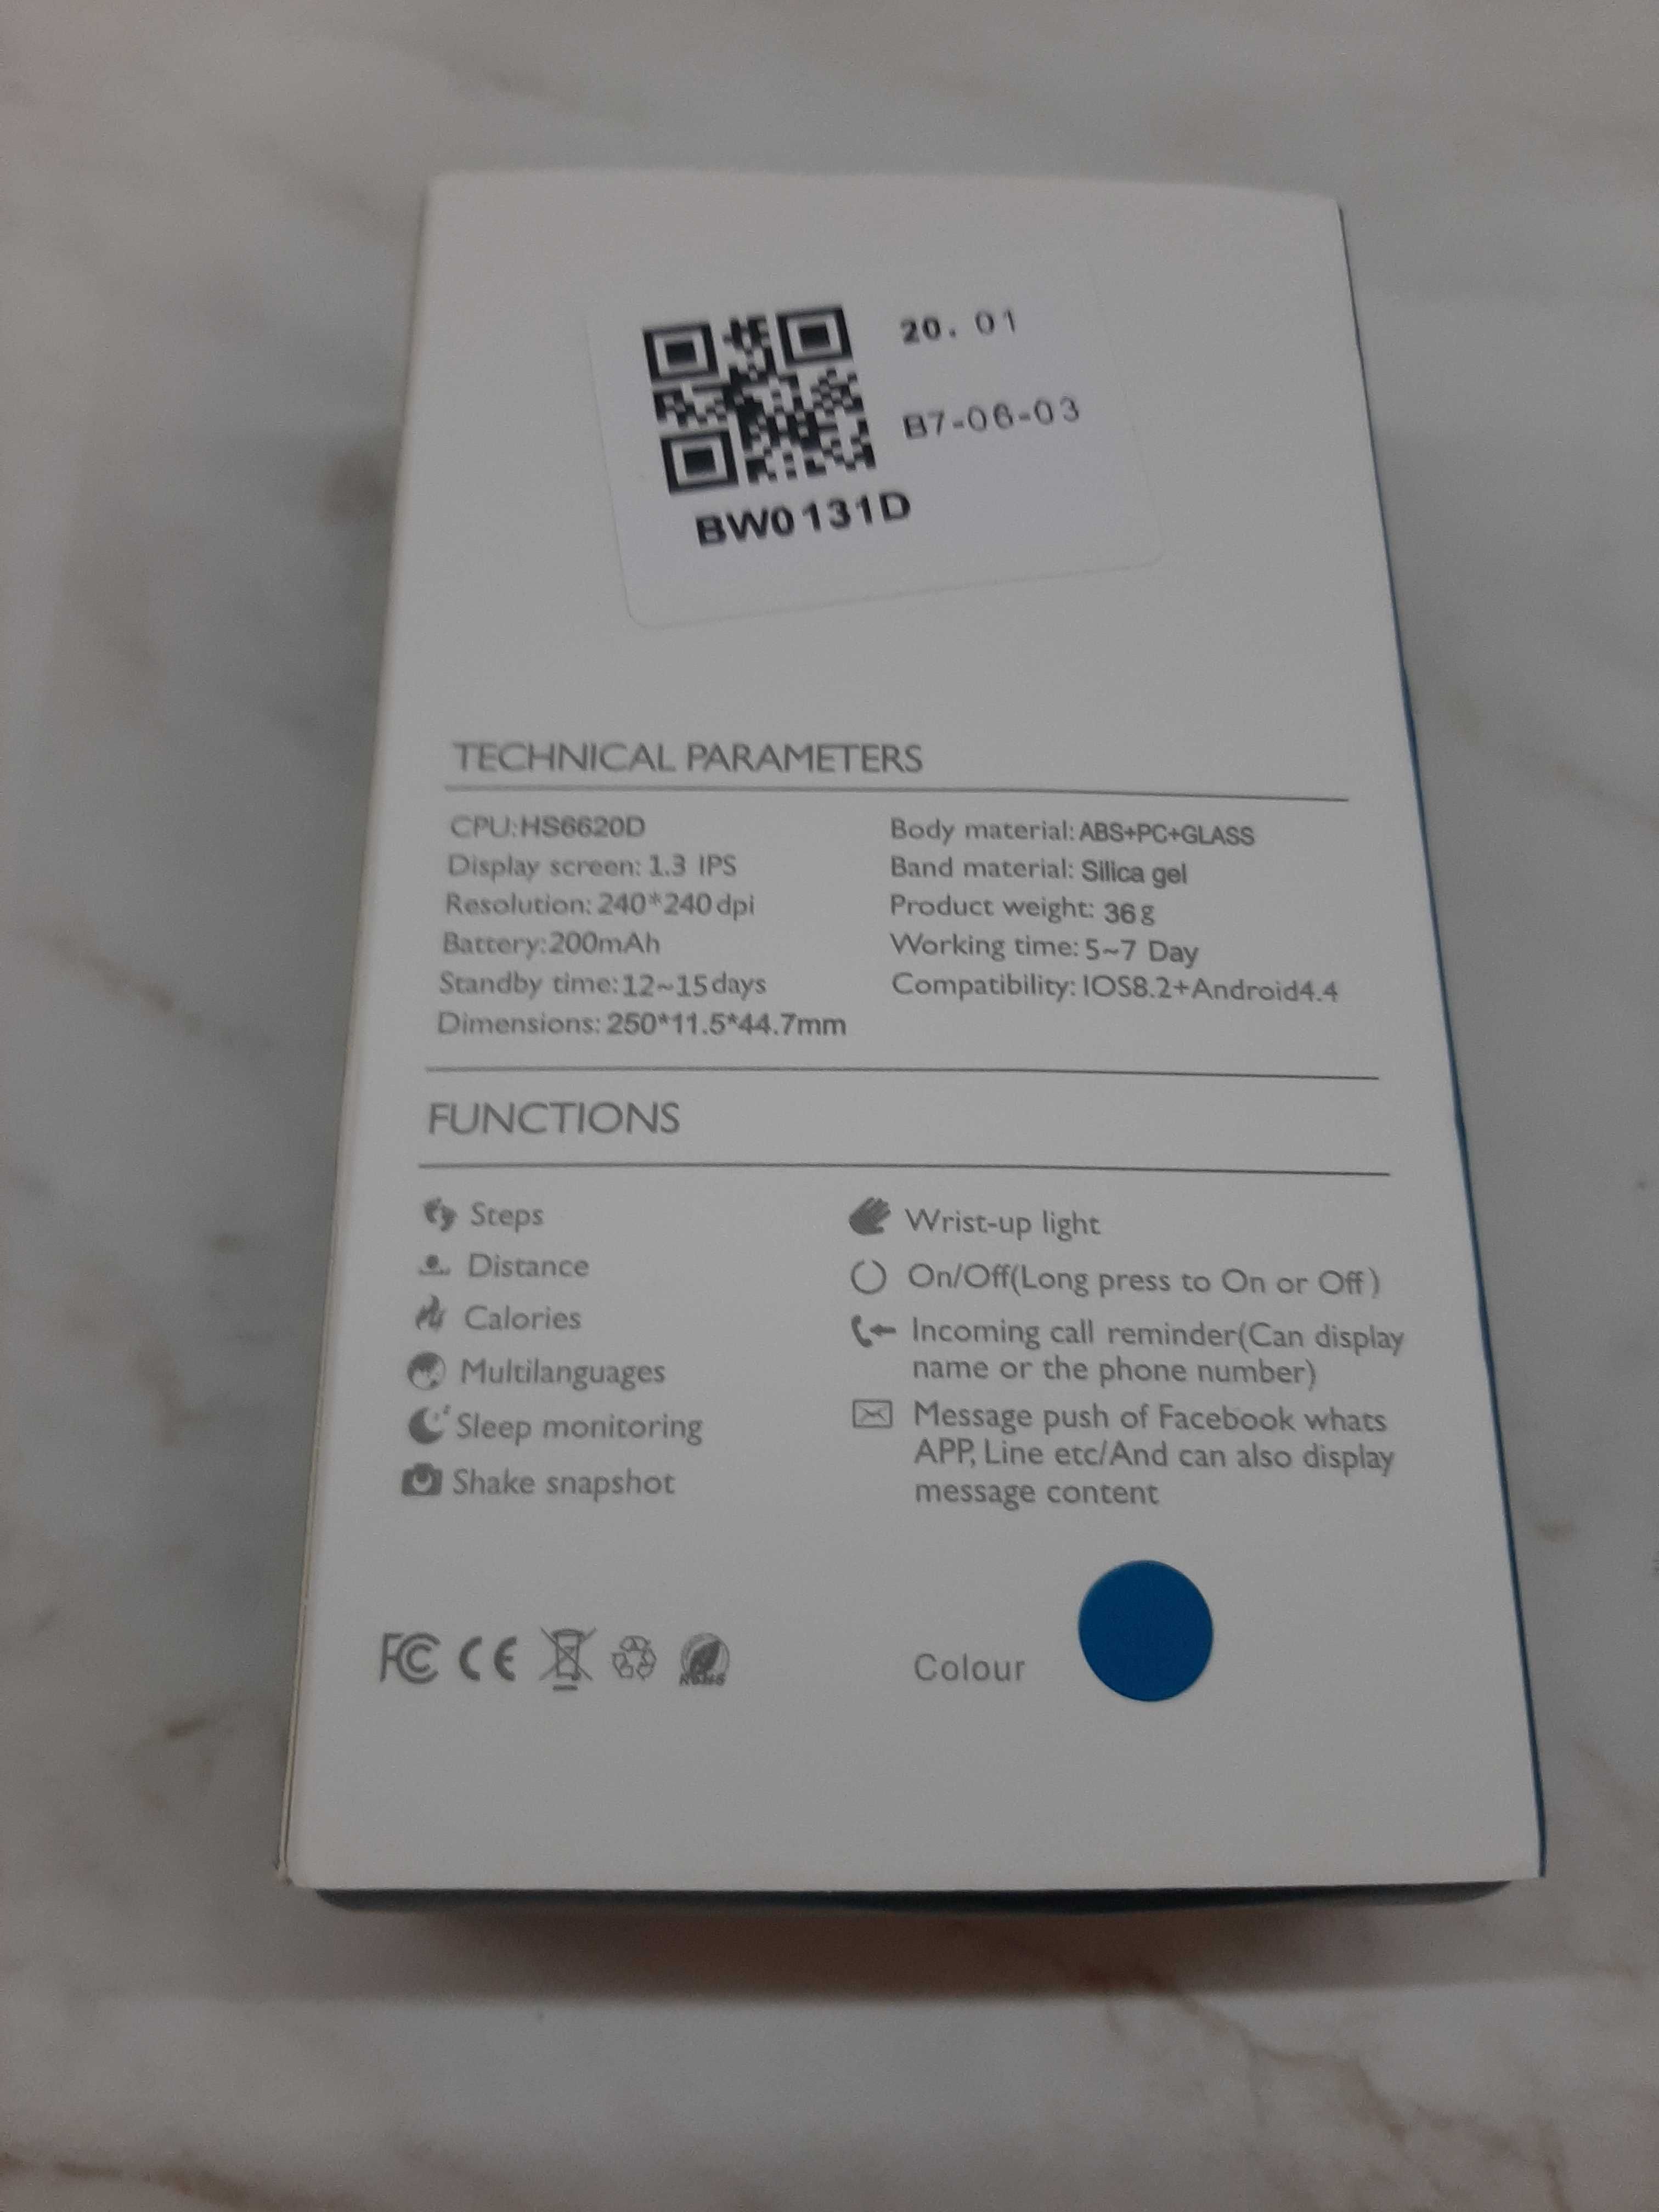 20. 01
B7-06-03
BW0131D
TECHNICAL PARAMETERS
CPU:HS6620D
Display screen: 1.3 IPS
Resolution: 240*240 dpi
Battery:200mAh
Standby time:12~15days
Dimensions: 250*11.5*44.7mm
Body material: ABS+PC+GLASS
Band material: Silica gel
Product weight: 36g
Working time: 5~7 Day
Compatibility: IOS8.2+Android4.4
FUNCTIONS
Steps
Distance
Calories
Multilanguages
Sleep monitoring
Shake snapshot
Wrist-up light
On/Off(Long press to On or Off)
Incoming call reminder(Can display
name or the phone number)
Message push of Facebook whats
APP, Line etc/And can also display
message content
FC CE
RoHS
Colour